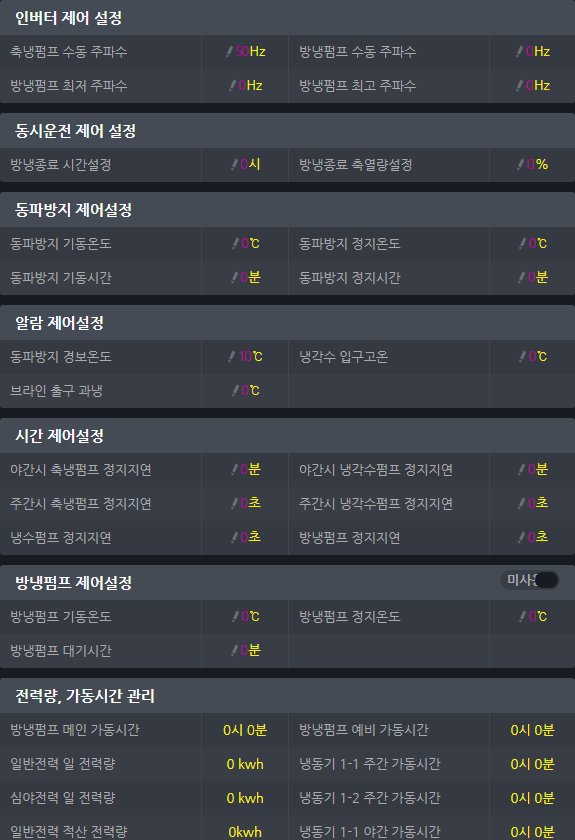 인버터 제어 설정
축냉펌프 수동 주파수 50Hz 방냉펌프 수동 주파수 0Hz
방냉펌프 최저 주파수 0Hz 방냉펌프 최고 주파수 0Hz
동시운전 제어 설정
방냉종료 시간설정 0시 방냉종료 축열량설정 0%
동파방지 제어설정
동파방지 기동온도 0℃ 동파방지 정지온도 0℃
동파방지 기동시간 0분 동파방지 정지시간 0분
알람 제어설정
동파방지 경보온도 10℃ 냉각수 입구고온 0℃
브라인 출구 과냉 0℃
시간 제어설정
야간시 축냉펌프 정지지연 0분 야간시 냉각수펌프 정지지연 0분
주간시 축냉펌프 정지지연 0초 주간시 냉각수펌프 정지지연 0초
냉수펌프 정지지연 0초 방냉펌프 정지지연 0초
방냉펌프 제어설정
방냉펌프 기동온도 0℃ 방냉펌프 정지온도 0℃
방냉펌프 대기시간 0분
전력량, 가동시간 관리
방냉펌프 메인 가동시간 0시 0분 방냉펌프 예비 가동시간 0시 0분
일반전력 일 전력량 0 kwh 냉동기 1-1 주간 가동시간 0시 0분
심야전력 일 전력량 0 kwh 냉동기 1-2 주간 가동시간 0시 0분
일반전력 적산 전력량 0kwh 냉동기 1-1 야간 가동시간 0시 0분